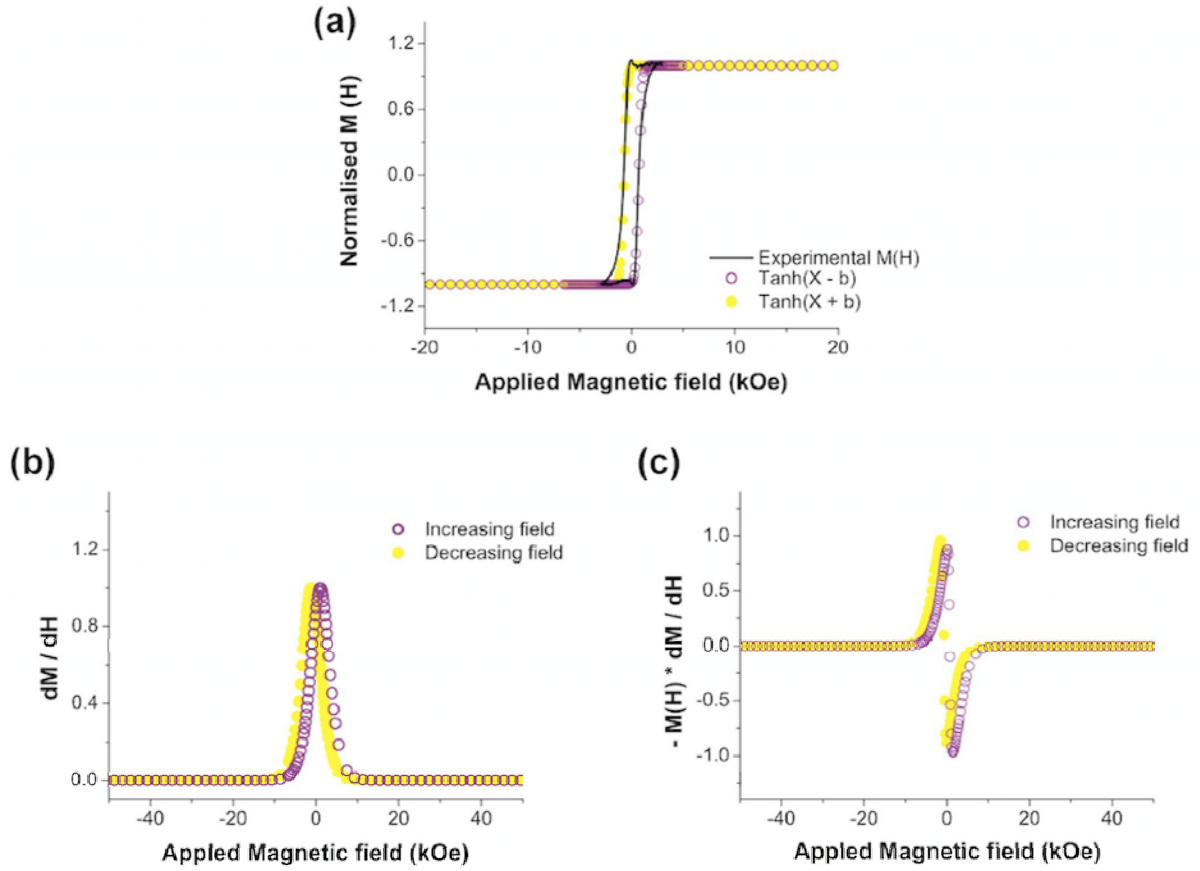 (a)
1.2
0.6
0.0
-0.6
-1.2
Normalised M (H)
Experimental M(H)
Tanh(X - b)
Tanh(X + b)
-20
-10
0
10
20
Applied Magnetic field (kOe)
(b)
1.2
0.8
0.4
0.0
dM / dH
Increasing field
Decreasing field
-40
-20
0
20
40
Appled Magnetic field (kOe)
(c)
1.0
0.5
0.0
-0.5
-1.0
- M(H) * dM / dH
Increasing field
Decreasing field
-40
-20
0
20
40
Applied Magnetic field (kOe)